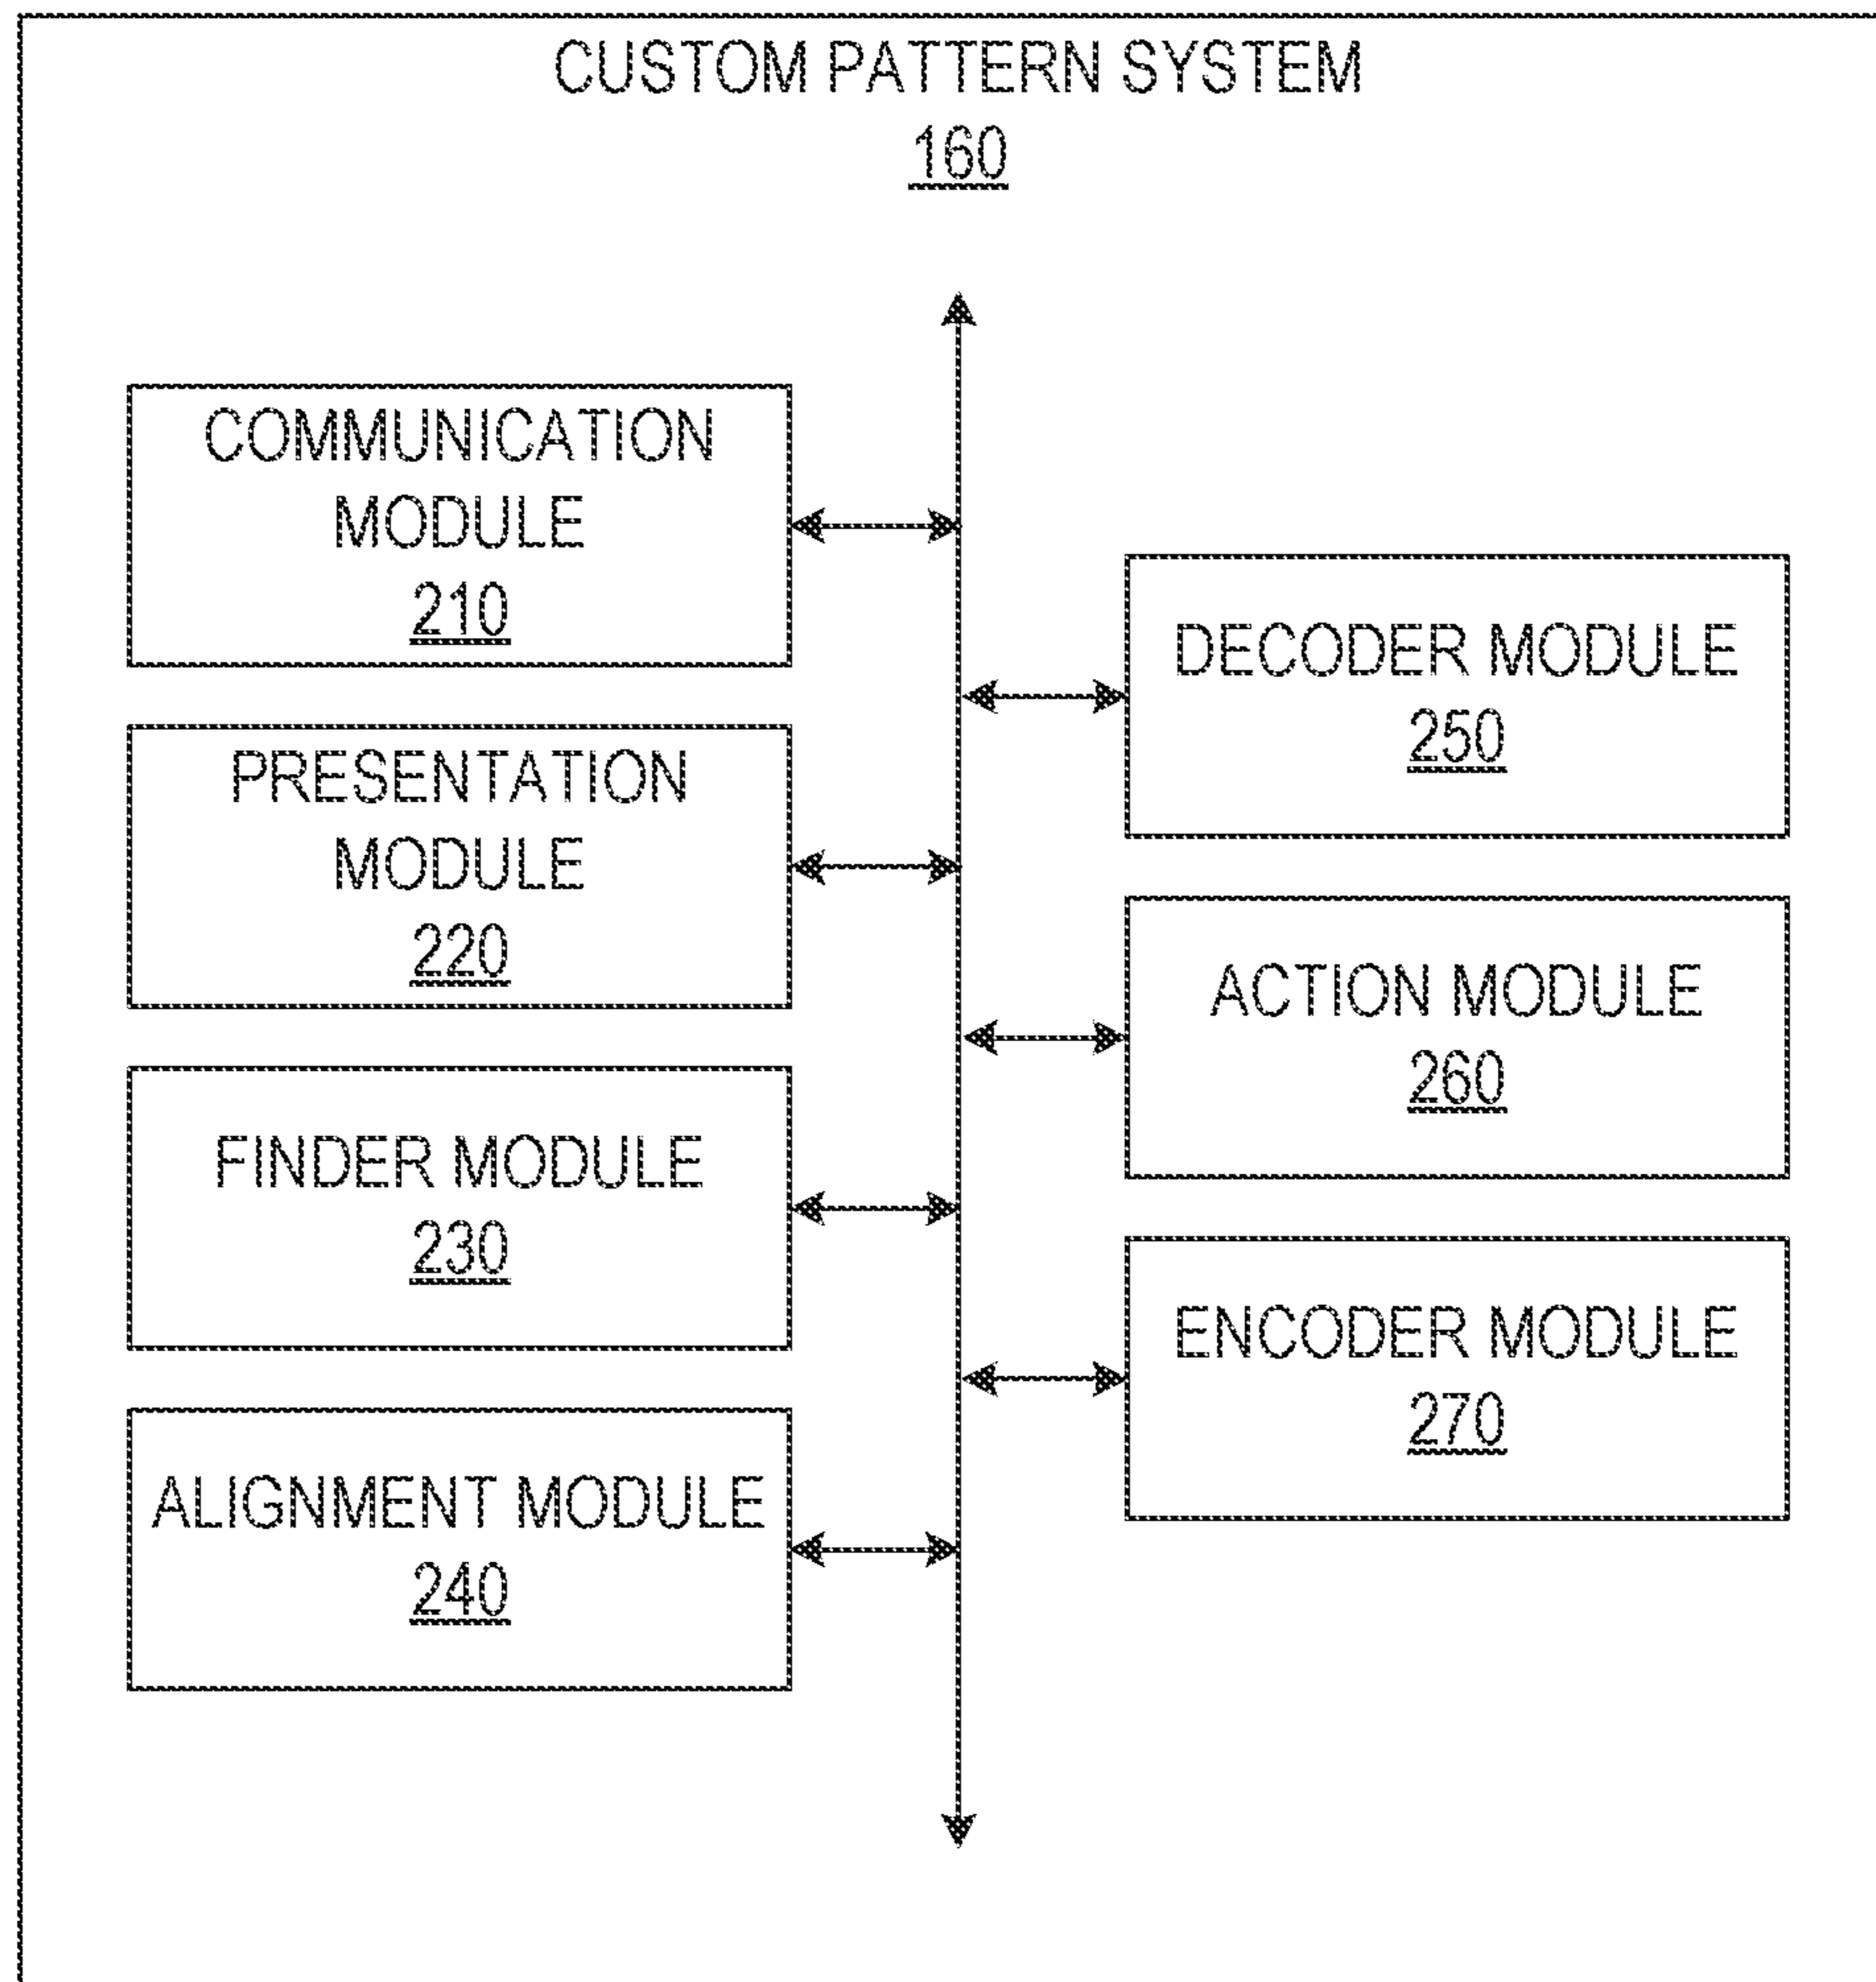 CUSTOM PATTERN SYSTEM
160
COMMUNICATION
MODULE
210
PRESENTATION
MODULE
220
FINDER MODULE
230
ALIGNMENT MODULE
240
DECODER MODULE
250
ACTION MODULE
260
ENCODER MODULE
270